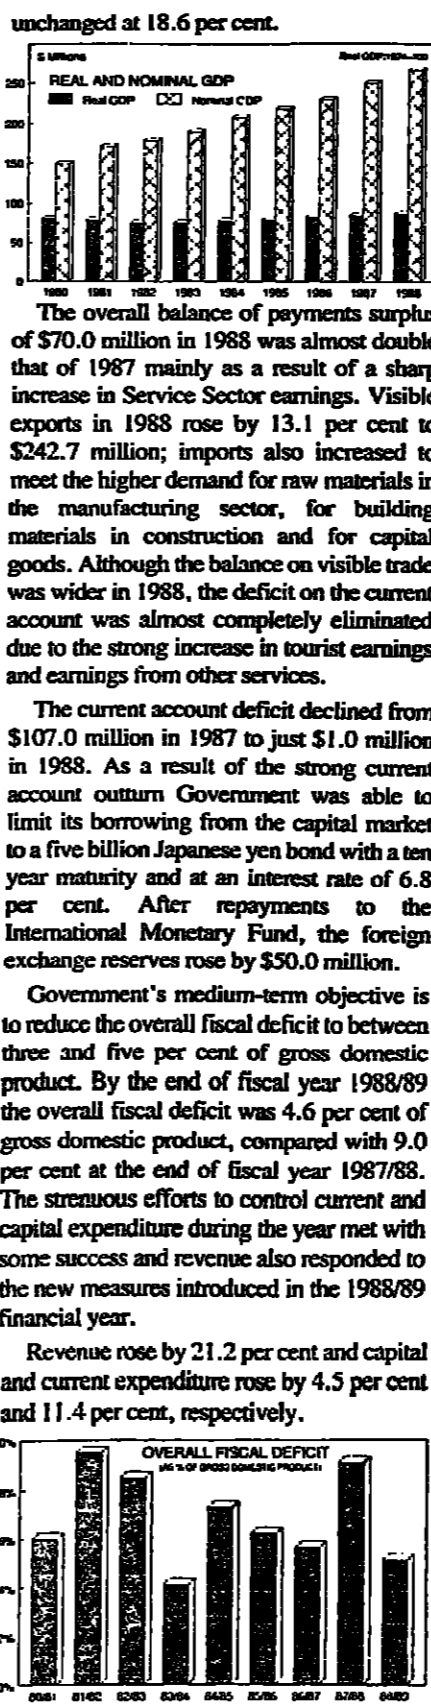 unchanged at 18.6 per cent.
$ Millions
REAL AND NOMINAL GDP
Real GDP
Nominal GDP
250
200
150
100
50
0
1980 1981 1982 1983 1984 1985 1986 1987 1988
The overall balance of payments surplus
of $70.0 million in 1988 was almost double
that of 1987 mainly as a result of a sharp
increase in Service Sector earnings. Visible
exports in 1988 rose by 13.1 per cent to
$242.7 million; imports also increased to
meet the higher demand for raw materials in
the manufacturing sector, for building
materials in construction and for capital
goods. Although the balance on visible trade
was wider in 1988, the deficit on the current
account was almost completely eliminated
due to the strong increase in tourist earnings
and earnings from other services.
The current account deficit declined from
$107.0 million in 1987 to just $1.0 million
in 1988. As a result of the strong current
account outturn Government was able to
limit its borrowing from the capital market
to a five billion Japanese yen bond with a ten
year maturity and at an interest rate of 6.8
per cent. After repayments to the
International Monetary Fund, the foreign
exchange reserves rose by $50.0 million.
Government's medium-term objective is
to reduce the overall fiscal deficit to between
three and five per cent of gross domestic
product. By the end of fiscal year 1988/89
the overall fiscal deficit was 4.6 per cent of
gross domestic product, compared with 9.0
per cent at the end of fiscal year 1987/88.
The strenuous efforts to control current and
capital expenditure during the year met with
some success and revenue also responded to
the new measures introduced in the 1988/89
financial year.
Revenue rose by 21.2 per cent and capital
and current expenditure rose by 4.5 per cent
and 11.4 per cent, respectively.
OVERALL FISCAL DEFICIT
(AS % OF GROSS DOMESTIC PRODUCT)
80/81 81/82 82/83 83/84 84/85 85/86 86/87 87/88